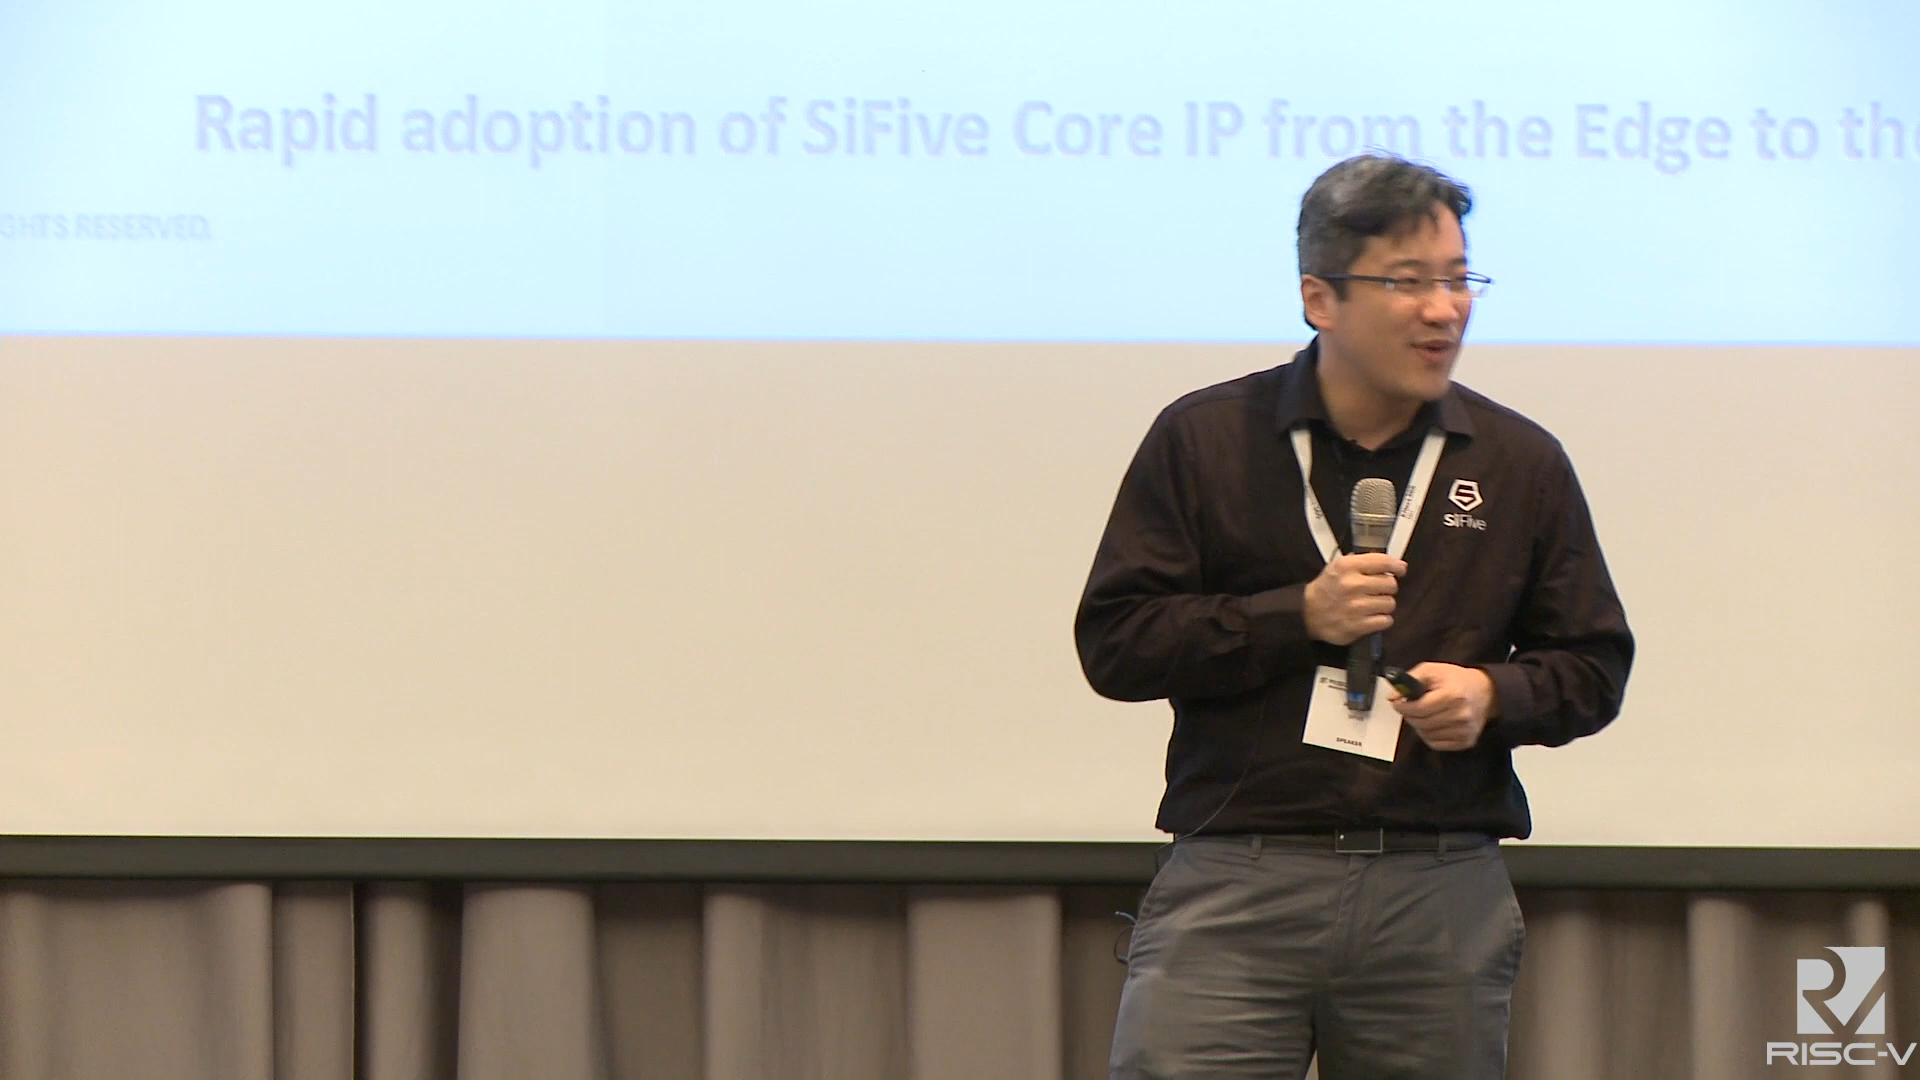 Rapid adoption of SiFive Core IP from the Edge to the
GHTS RESERVED.
SiFive
SPEAKER
RISC-V